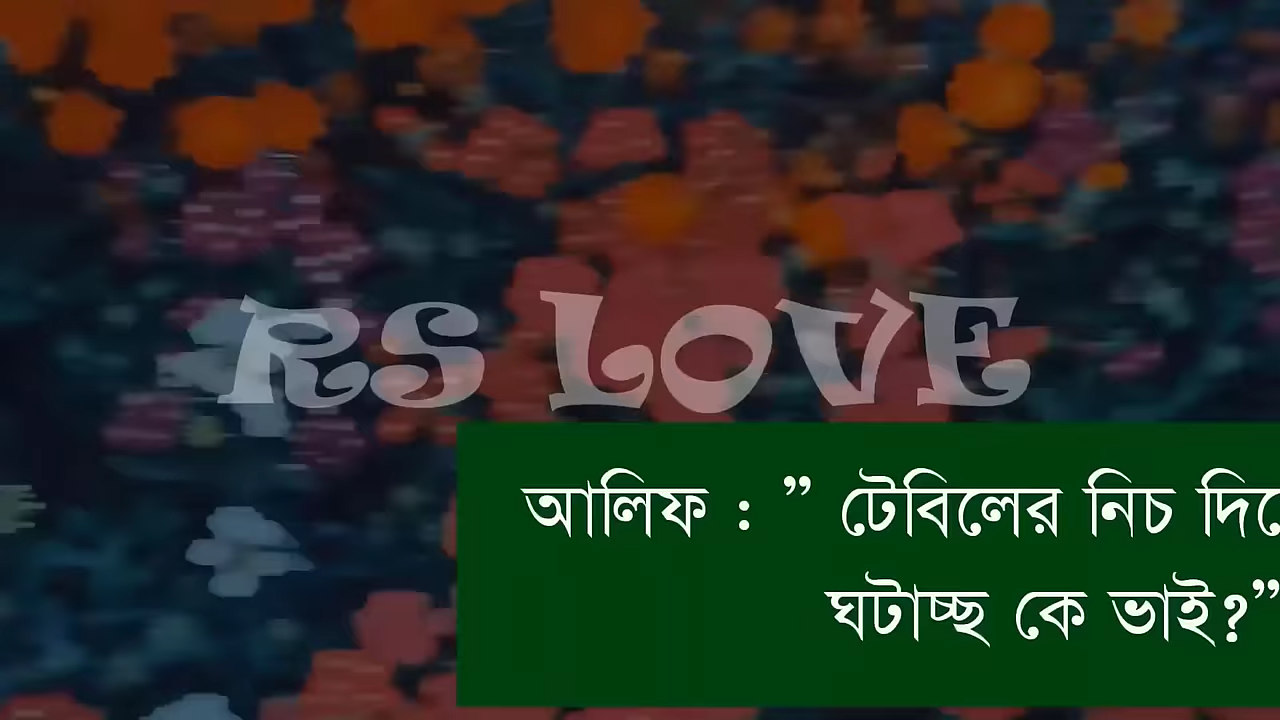 RS LOVE
আলিফ : ” টেবিলের নিচ
ঘটাচ্ছ কে ভাই?”